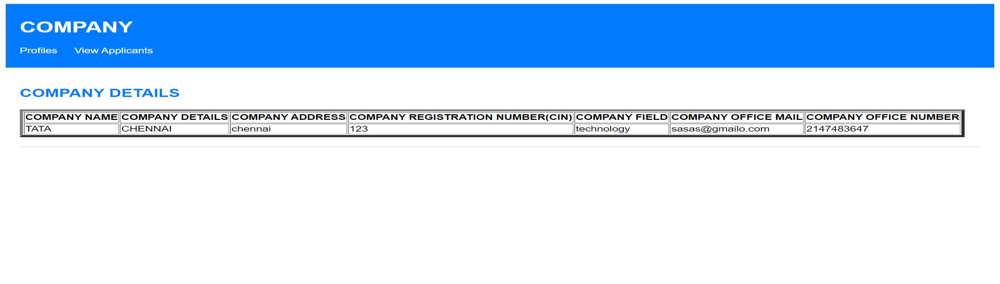 COMPANY
Profiles View Applicants
COMPANY DETAILS
COMPANY NAME COMPANY DETAILS COMPANY ADDRESS COMPANY REGISTRATION NUMBER(CIN) COMPANY FIELD COMPANY OFFICE MAIL COMPANY OFFICE NUMBER
TATA CHENNAI chennai 123 technology sasas@gmailo.com 2147483647